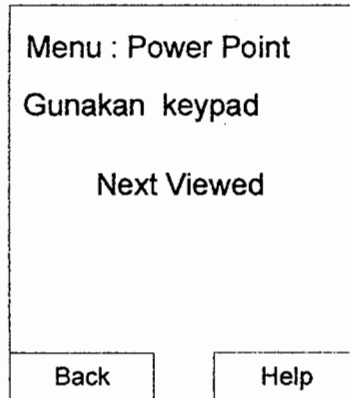 Menu : Power Point
Gunakan keypad
Next Viewed
Back Help